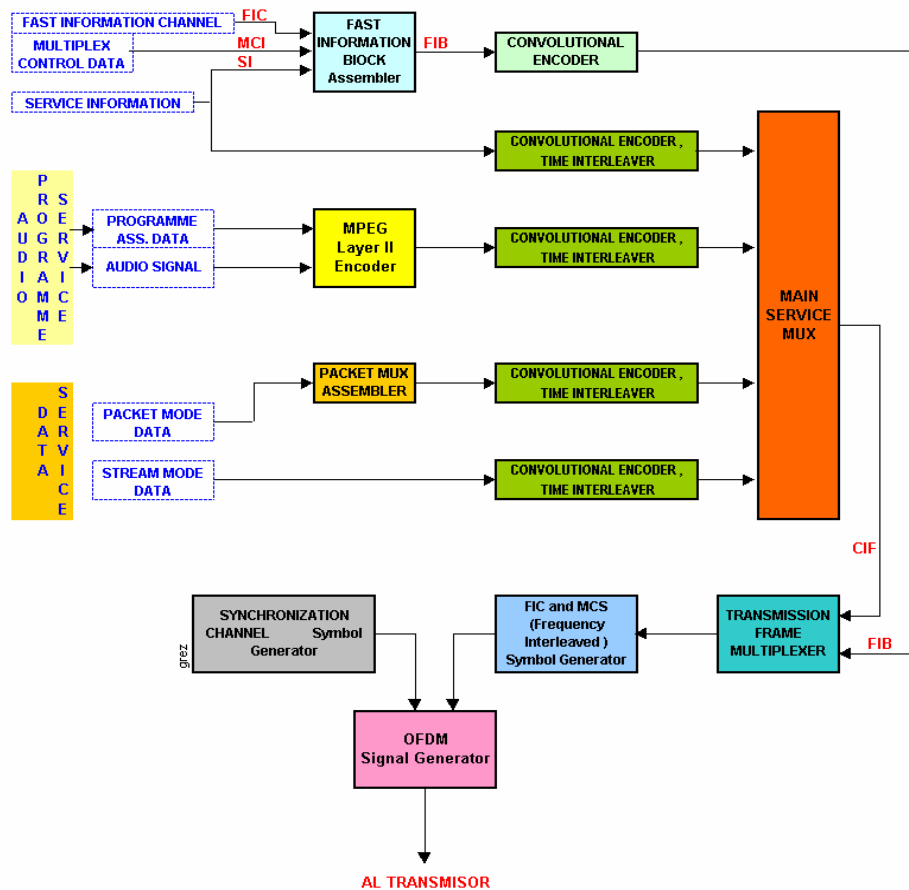 FIC
FAST INFORMATION CHANNEL
MULTIPLEX
CONTROL DATA
MCI
SI
SERVICE INFORMATION
FAST
INFORMATION
BLOCK
Assembler
FIB
CONVOLUTIONAL
ENCODER
CONVOLUTIONAL ENCODER ,
TIME INTERLEAVER
AUDIO
PROGRAMME
SERVICE
PROGRAMME
ASS. DATA
AUDIO SIGNAL
MPEG
Layer II
Encoder
CONVOLUTIONAL ENCODER ,
TIME INTERLEAVER
MAIN
SERVICE
MUX
DATA
SERVICE
PACKET MODE
DATA
PACKET MUX
ASSEMBLER
CONVOLUTIONAL ENCODER ,
TIME INTERLEAVER
STREAM MODE
DATA
CONVOLUTIONAL ENCODER ,
TIME INTERLEAVER
CIF
grez
SYNCHRONIZATION
CHANNEL Symbol
Generator
FIC and MCS
(Frequency
Interleaved )
Symbol Generator
TRANSMISSION
FRAME
MULTIPLEXER
FIB
OFDM
Signal Generator
AL TRANSMISOR